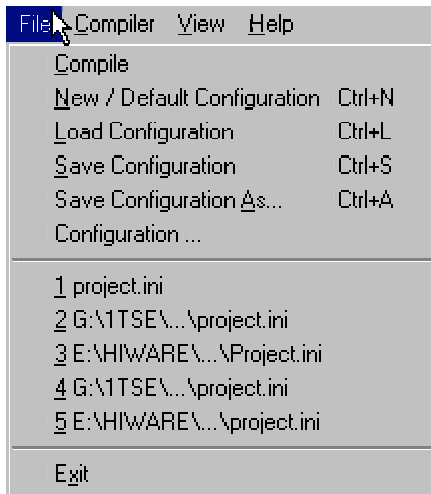 File Compiler View Help
Compile
New / Default Configuration Ctrl+N
Load Configuration Ctrl+L
Save Configuration Ctrl+S
Save Configuration As... Ctrl+A
Configuration ...
1 project.ini
2 G:\1TSE\...\project.ini
3 E:\HIWARE\...\Project.ini
4 G:\1TSE\...\project.ini
5 E:\HIWARE\...\project.ini
Exit